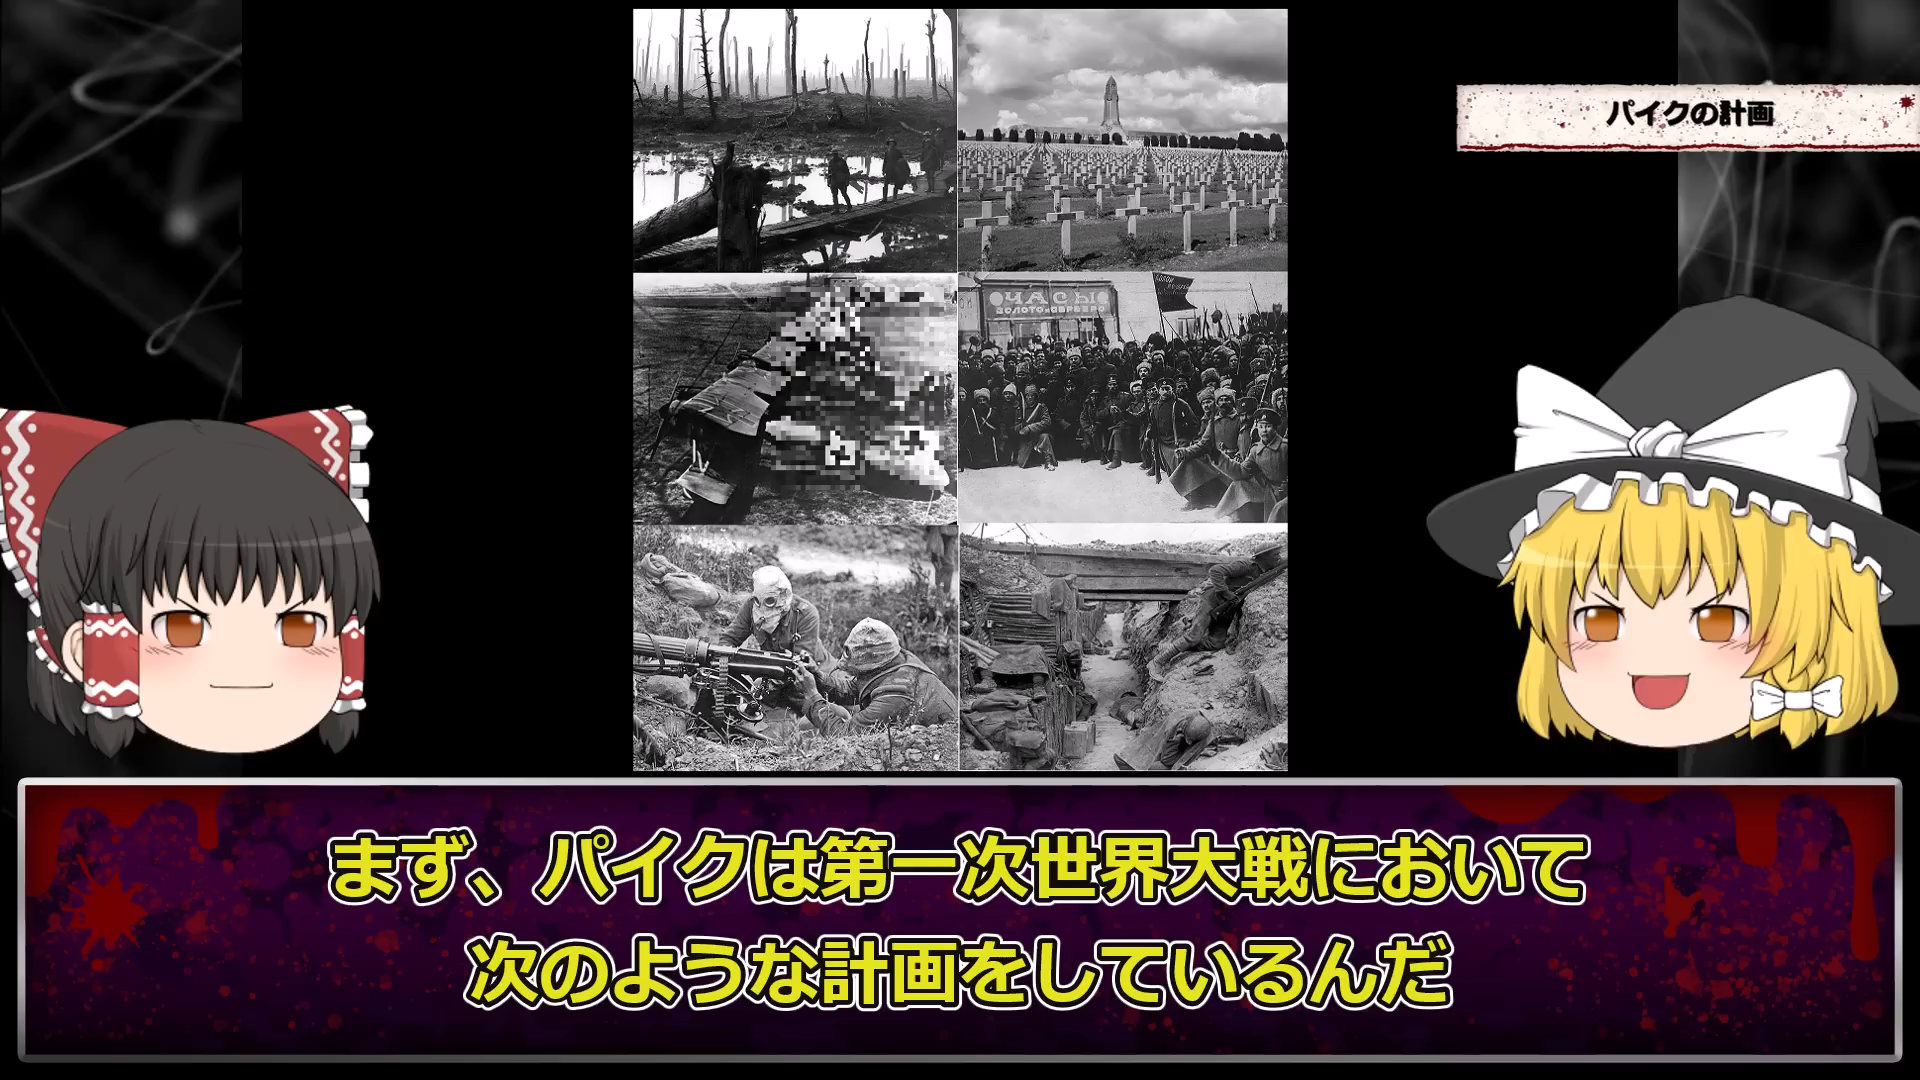 パイクの計画
ЧАСЫ
ЗОЛОТО и СЕРЕБРО
まず、パイクは第一次世界大戦において
次のような計画をしているんだ